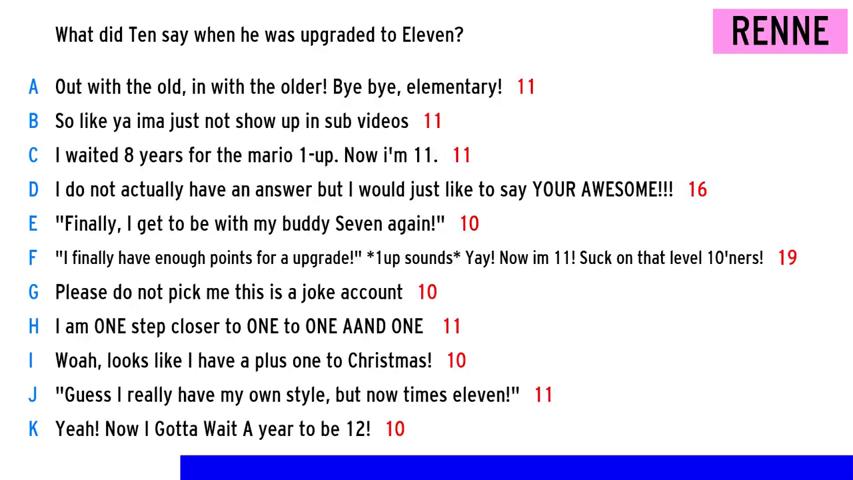 What did Ten say when he was upgraded to Eleven?
RENNE
A Out with the old, in with the older! Bye bye, elementary! 11
B So like ya ima just not show up in sub videos 11
C I waited 8 years for the mario 1-up. Now i'm 11. 11
D I do not actually have an answer but I would just like to say YOUR AWESOME!!! 16
E "Finally, I get to be with my buddy Seven again!" 10
F "I finally have enough points for a upgrade!" *1up sounds* Yay! Now im 11! Suck on that level 10'ners! 19
G Please do not pick me this is a joke account 10
H I am ONE step closer to ONE to ONE AAND ONE 11
I Woah, looks like I have a plus one to Christmas! 10
J "Guess I really have my own style, but now times eleven!" 11
K Yeah! Now I Gotta Wait A year to be 12! 10